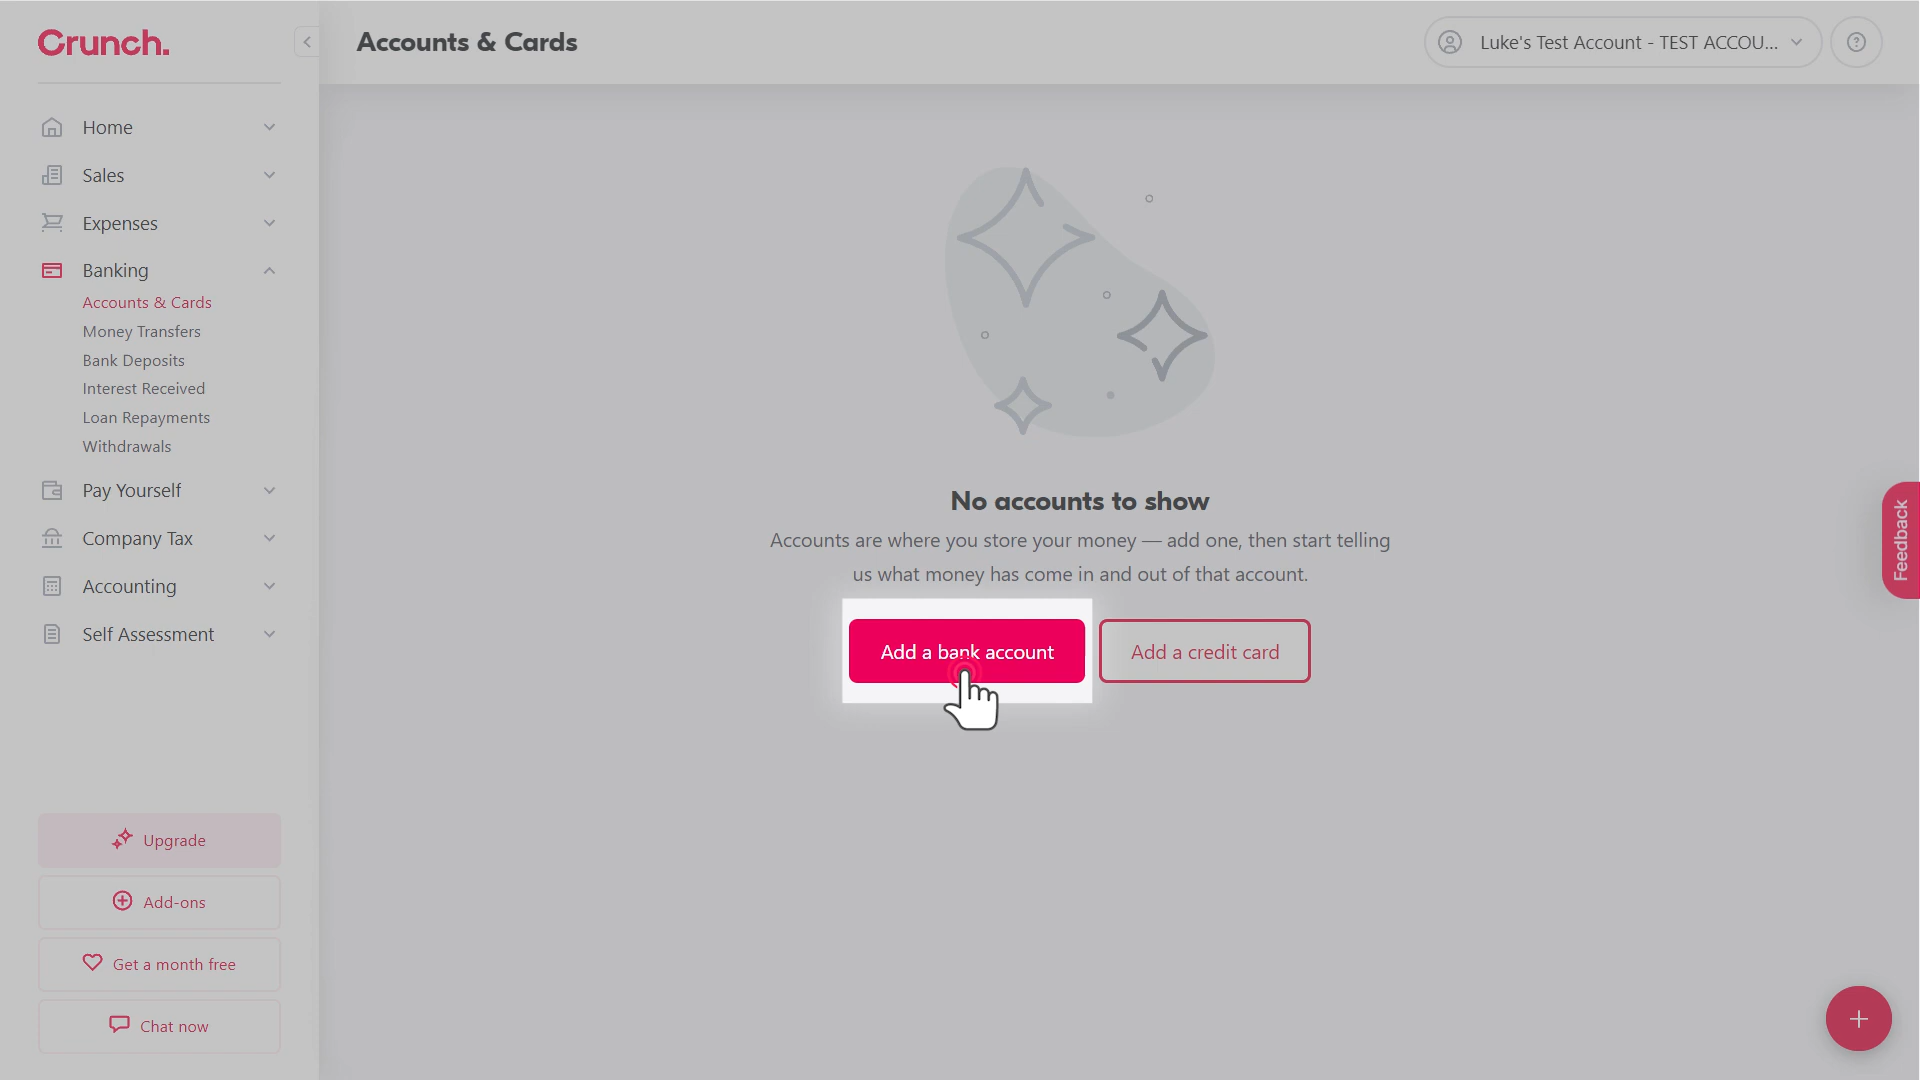 Crunch.
Accounts & Cards
Luke's Test Account - TEST ACCOU...
Home
Sales
Expenses
Banking
Accounts & Cards
Money Transfers
Bank Deposits
Interest Received
Loan Repayments
Withdrawals
Pay Yourself
Company Tax
Accounting
Self Assessment
Upgrade
Add-ons
Get a month free
Chat now
No accounts to show
Accounts are where you store your money — add one, then start telling
us what money has come in and out of that account.
Add a bank account
Add a credit card
Feedback